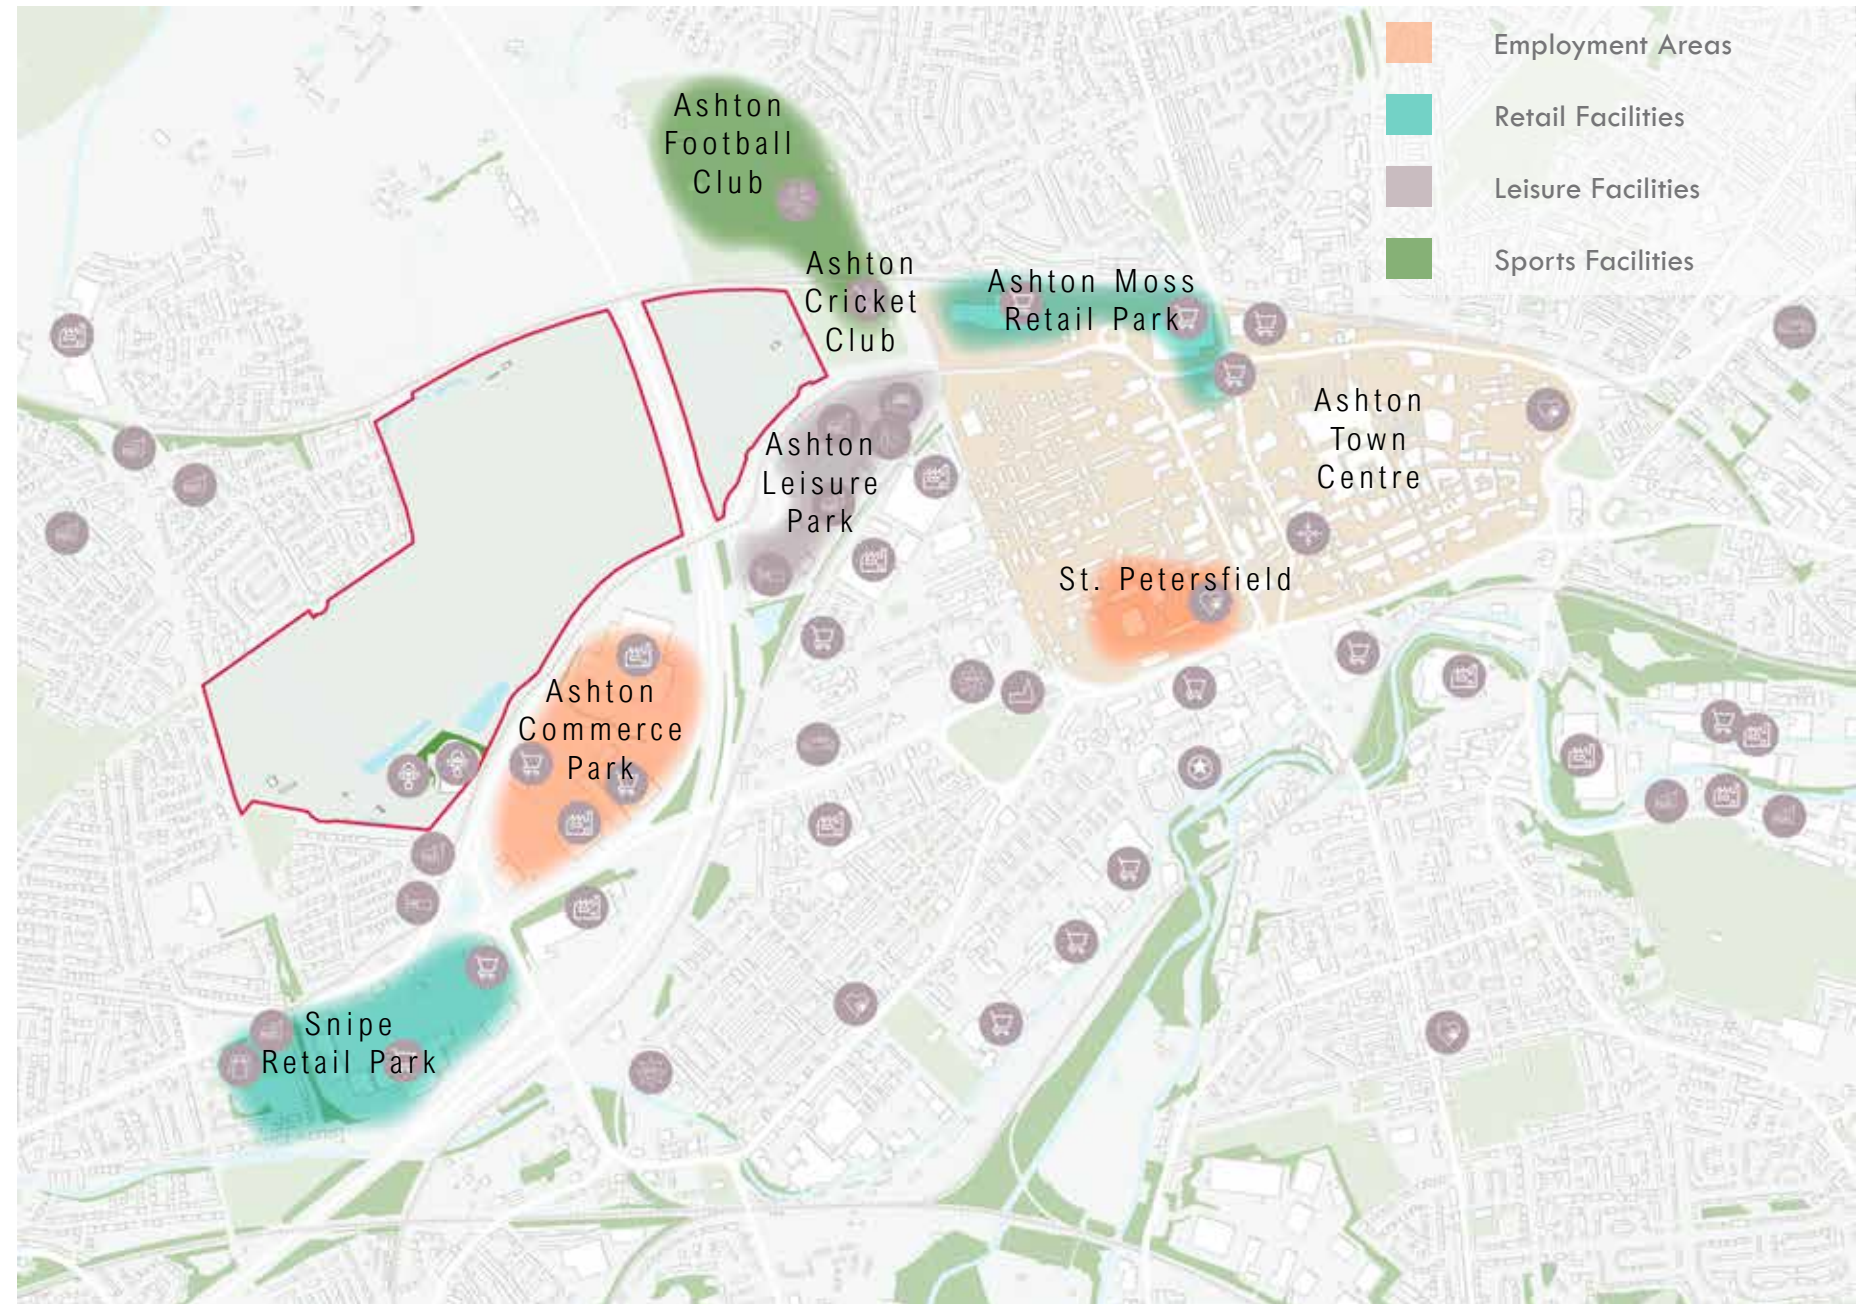 Employment Areas
Retail Facilities
Leisure Facilities
Sports Facilities
Ashton
Football
Club
Ashton
Cricket
Club
Ashton Moss
Retail Park
Ashton
Town
Centre
Ashton
Leisure
Park
St. Petersfield
Ashton
Commerce
Park
Snipe
Retail Park